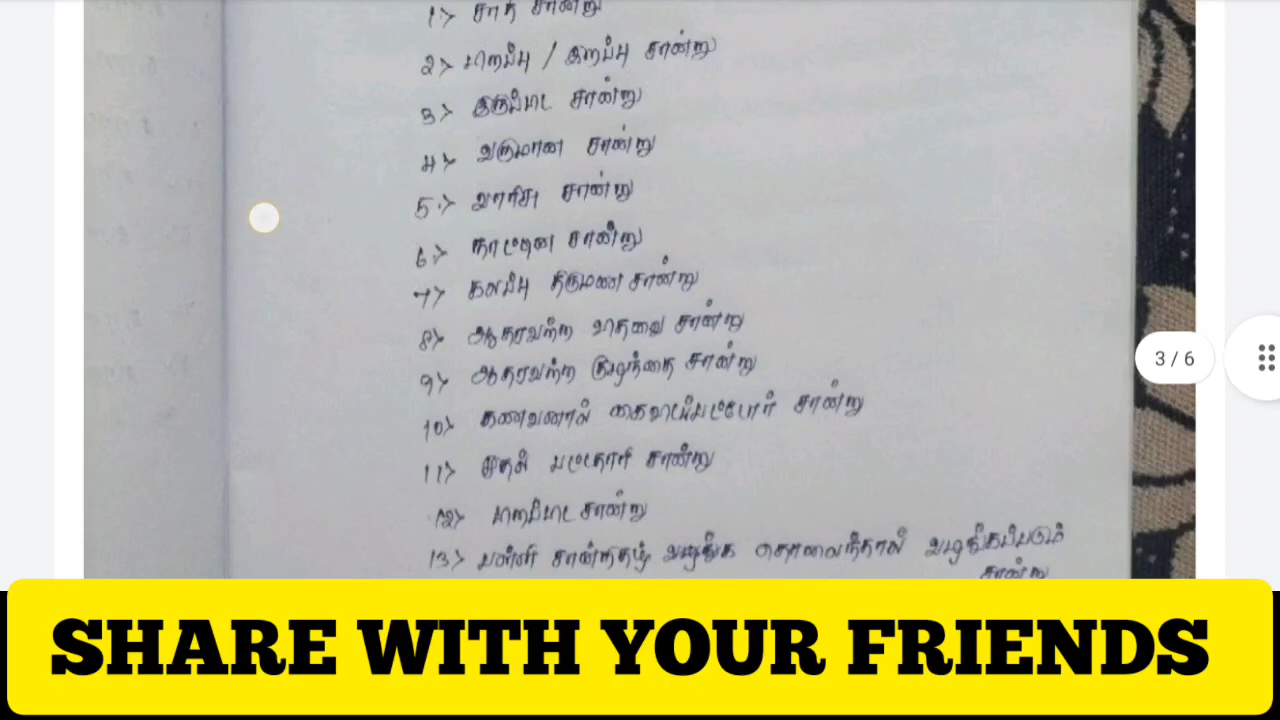 1> சாதி சான்று
2> பிறப்பு / இறப்பு சான்று
3> இருப்பிட சான்று
4> வருமான சான்று
5.> வாரிசு சான்று
6> நாட்டின சான்று
7> கலப்பு திருமண சான்று
8> ஆதரவற்ற விதவை சான்று
9> ஆதரவற்ற குழந்தை சான்று
10> கணவனால் கைவிடப்பட்டோர் சான்று
11> முதல் பட்டதாரி சான்று
12> பிறப்பிட சான்று
13> பள்ளி சான்றிதழ் தொலைந்தால் வழங்கப்படும்
சான்று
3 / 6
SHARE WITH YOUR FRIENDS